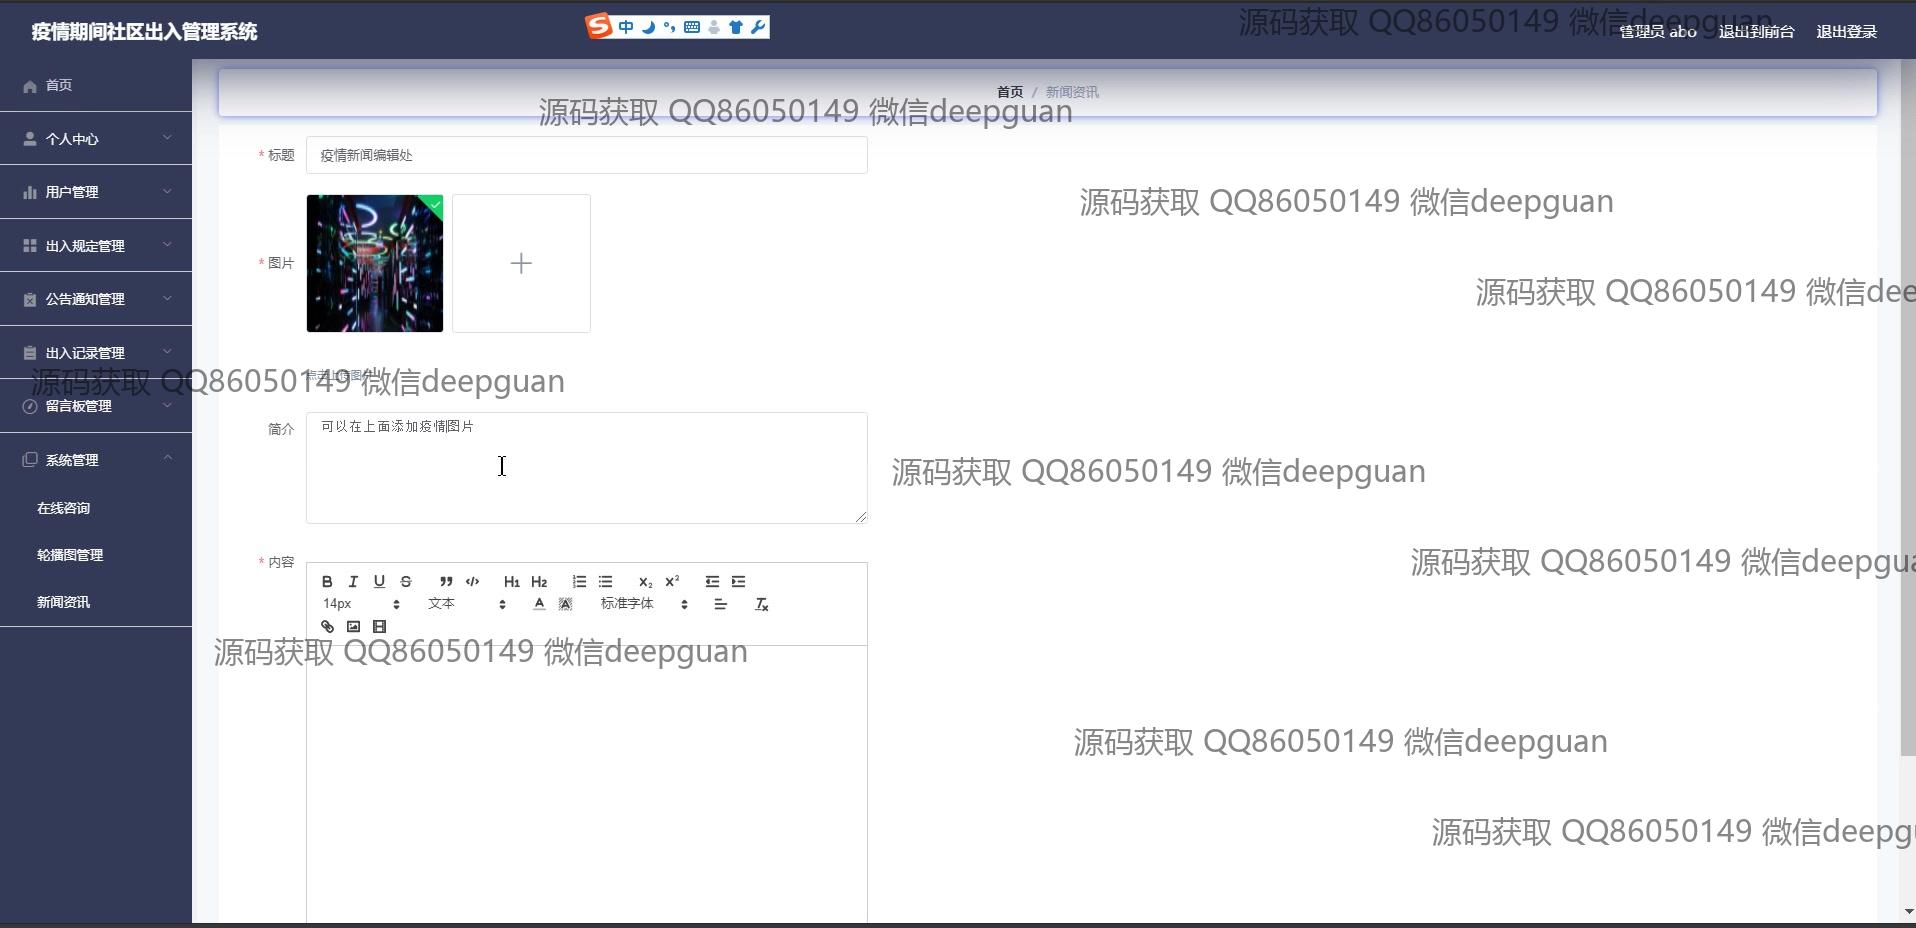 疫情期间社区出入管理系统
中
源码获取 QQ86050149 微信deepguan
管理员 abo 退出到前台 退出登录
首页
个人中心
用户管理
出入规定管理
公告通知管理
出入记录管理
留言板管理
系统管理
在线咨询
轮播图管理
新闻资讯
首页 / 新闻资讯
源码获取 QQ86050149 微信deepguan
* 标题 疫情新闻编辑处
源码获取 QQ86050149 微信deepguan
* 图片
源码获取 QQ86050149 微信dee
点击上传图片
源码获取 QQ86050149 微信deepguan
简介 可以在上面添加疫情图片
源码获取 QQ86050149 微信deepguan
* 内容
源码获取 QQ86050149 微信deepgua
B I U S H1 H2 X2 X2
14px 文本 A A 标准字体 Tx
源码获取 QQ86050149 微信deepguan
源码获取 QQ86050149 微信deepguan
源码获取 QQ86050149 微信deepgu